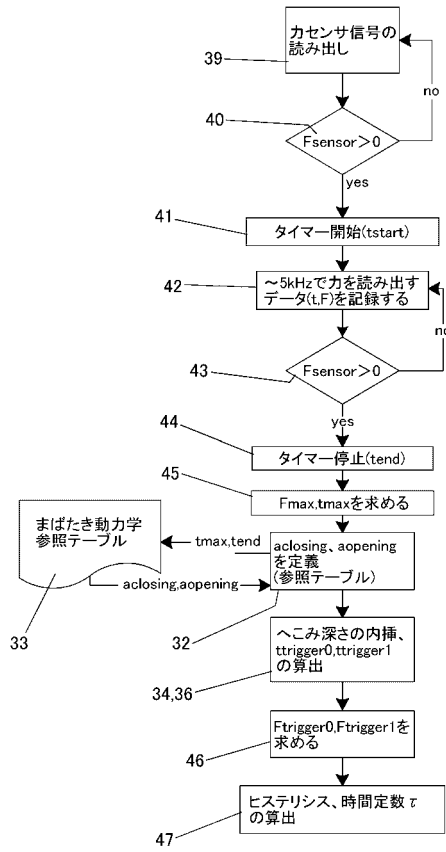 力センサ信号の
読み出し
39
no
40
Fsensor＞0
yes
41
タイマー開始(tstart)
42
～5kHzで力を読み出す
データ(t,F)を記録する
no
43
Fsensor＞0
yes
44
タイマー停止(tend)
45
Fmax,tmaxを求める
まばたき動力学
参照テーブル
tmax,tend
aclosing、aopening
を定義
(参照テーブル)
aclosing,aopening
33
32
へこみ深さの内挿、
ttrigger0,ttrigger1
の算出
34,36
Ftrigger0,Ftrigger1を
求める
46
ヒステリシス、時間定数τ
の算出
47